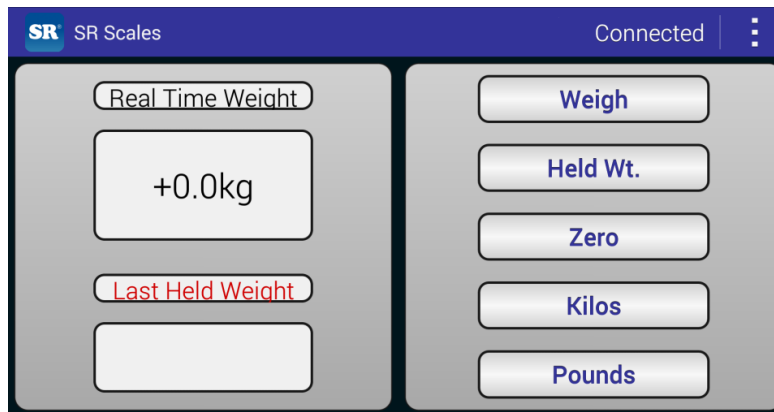 SR SR Scales Connected
Real Time Weight
+0.0kg
Last Held Weight
Weigh
Held Wt.
Zero
Kilos
Pounds